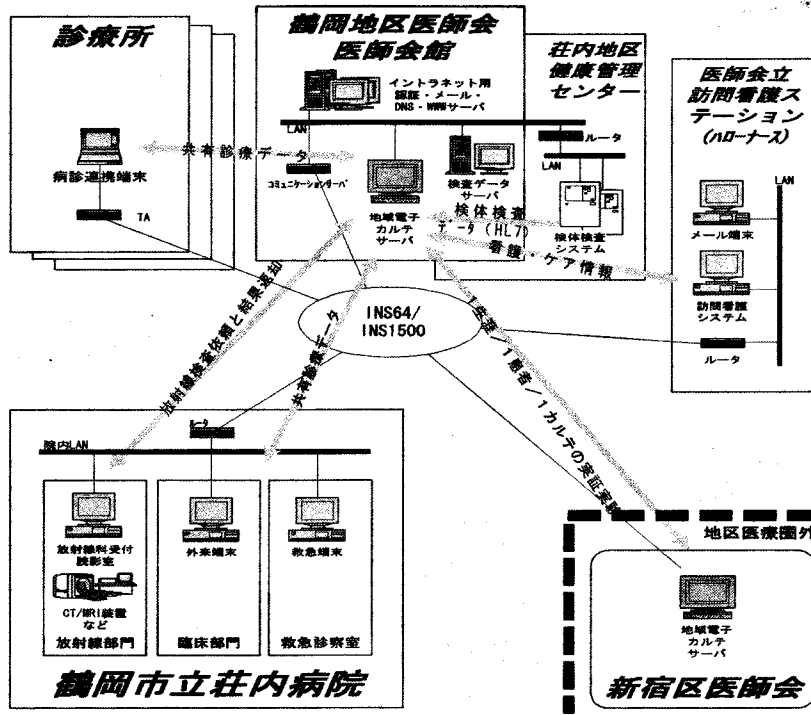 診療所
病診連携端末
TA
鶴岡地区医師会
医師会館
イントラネット用
認証・メール・
DNS・WWWサーバ
LAN
コミュニケーションサーバ
地域電子
カルテ
サーバ
検査データ
サーバ
共有診療データ
荘内地区
健康管理
センター
ルータ
LAN
検体検査
システム
検体検査
データ(HL7)
看護・ケア情報
医師会立
訪問看護ス
テーション
(ハローナース)
LAN
メール端末
訪問看護
システム
ルータ
INS64/
INS1500
放射線検査依頼と結果返却
共有診療データ
1生涯/1患者/1カルテの実証実験
ルータ
院内LAN
放射線科受付
読影室
CT/MRI装置
など
放射線部門
外来端末
臨床部門
救急端末
救急診察室
鶴岡市立荘内病院
地区医療圏外
地域電子
カルテ
サーバ
新宿区医師会